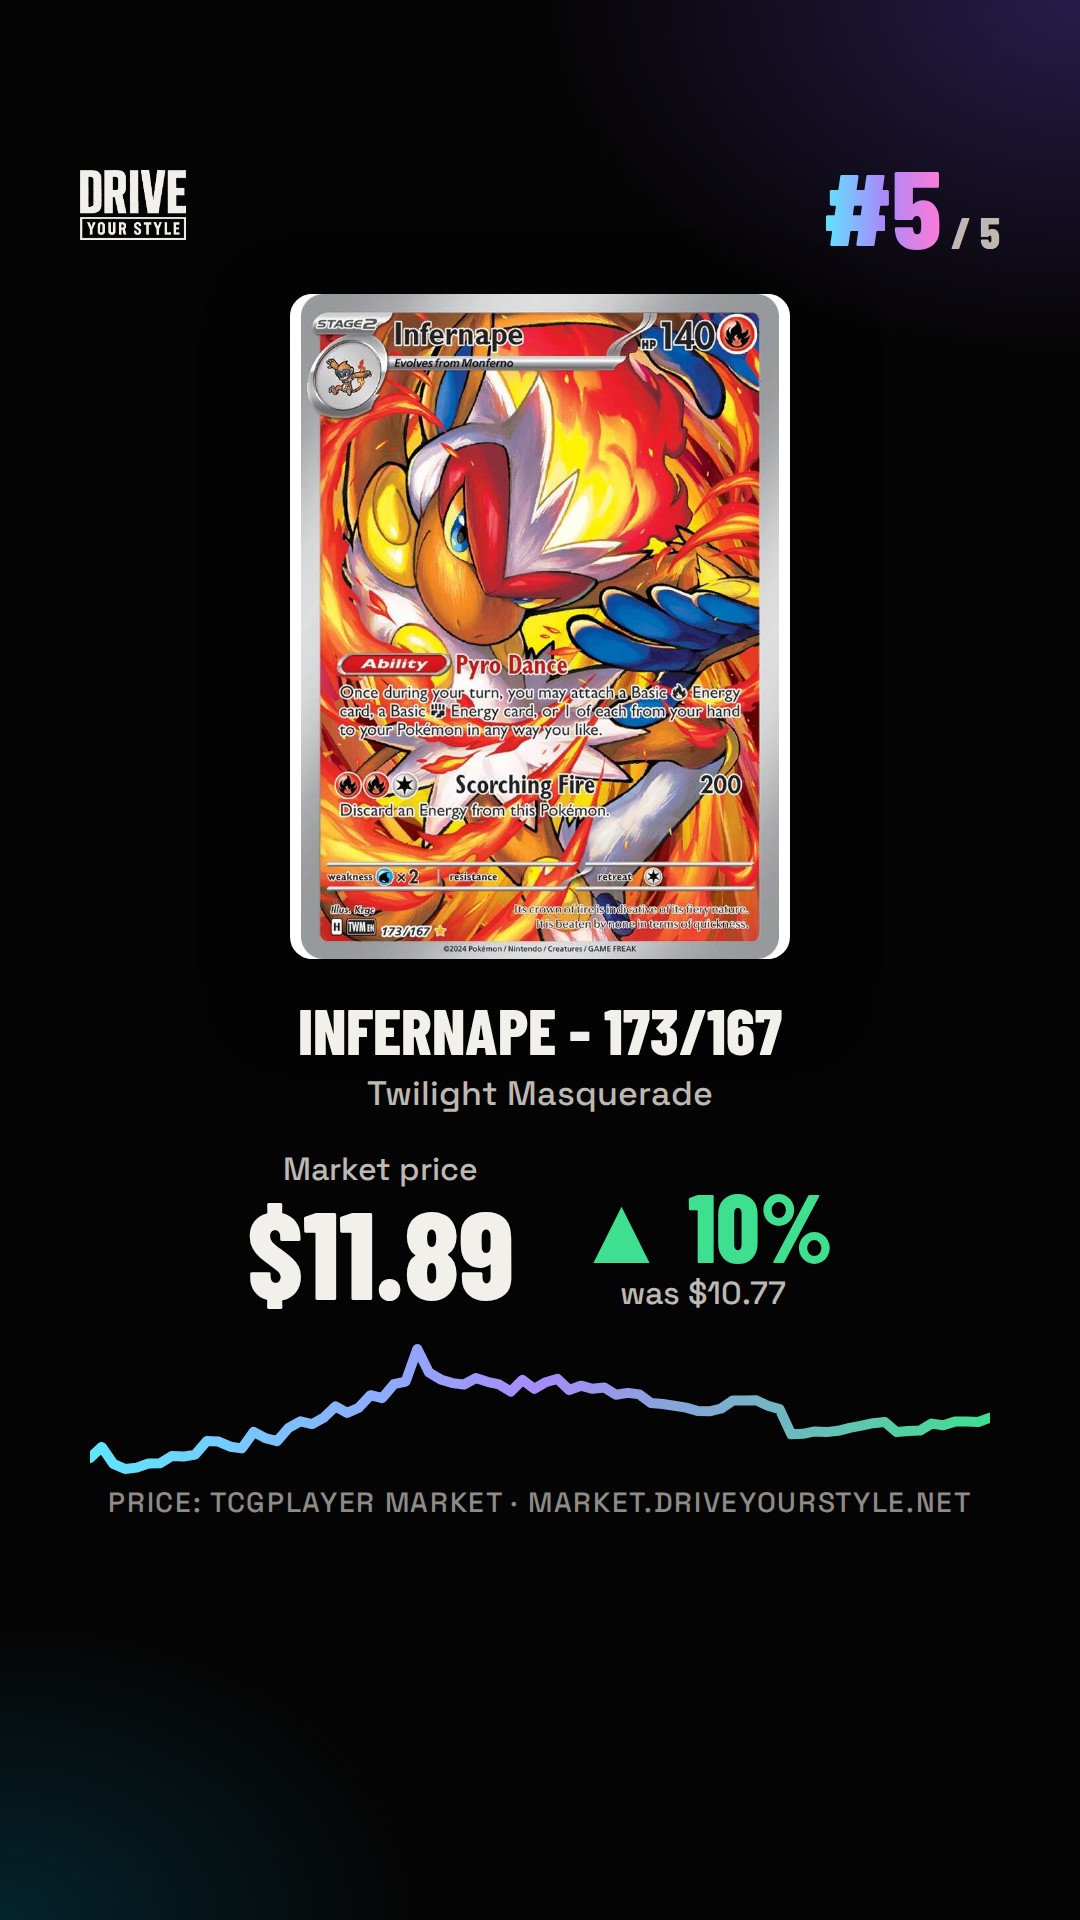 DRIVE
YOUR STYLE
#5 / 5
STAGE2
Infernape
HP 140
Evolves from Monferno
Ability Pyro Dance
Once during your turn, you may attach a Basic Energy
card, a Basic Energy card, or 1 of each from your hand
to your Pokémon in any way you like.
Scorching Fire 200
Discard an Energy from this Pokémon.
weakness ×2 resistance retreat
Illus. Krgc
Its crown of fire is indicative of its fiery nature.
It is beaten by none in terms of quickness.
H TWM EN 173/167
©2024 Pokémon / Nintendo / Creatures / GAME FREAK
INFERNAPE - 173/167
Twilight Masquerade
Market price
$11.89
▲ 10%
was $10.77
PRICE: TCGPLAYER MARKET · MARKET.DRIVEYOURSTYLE.NET